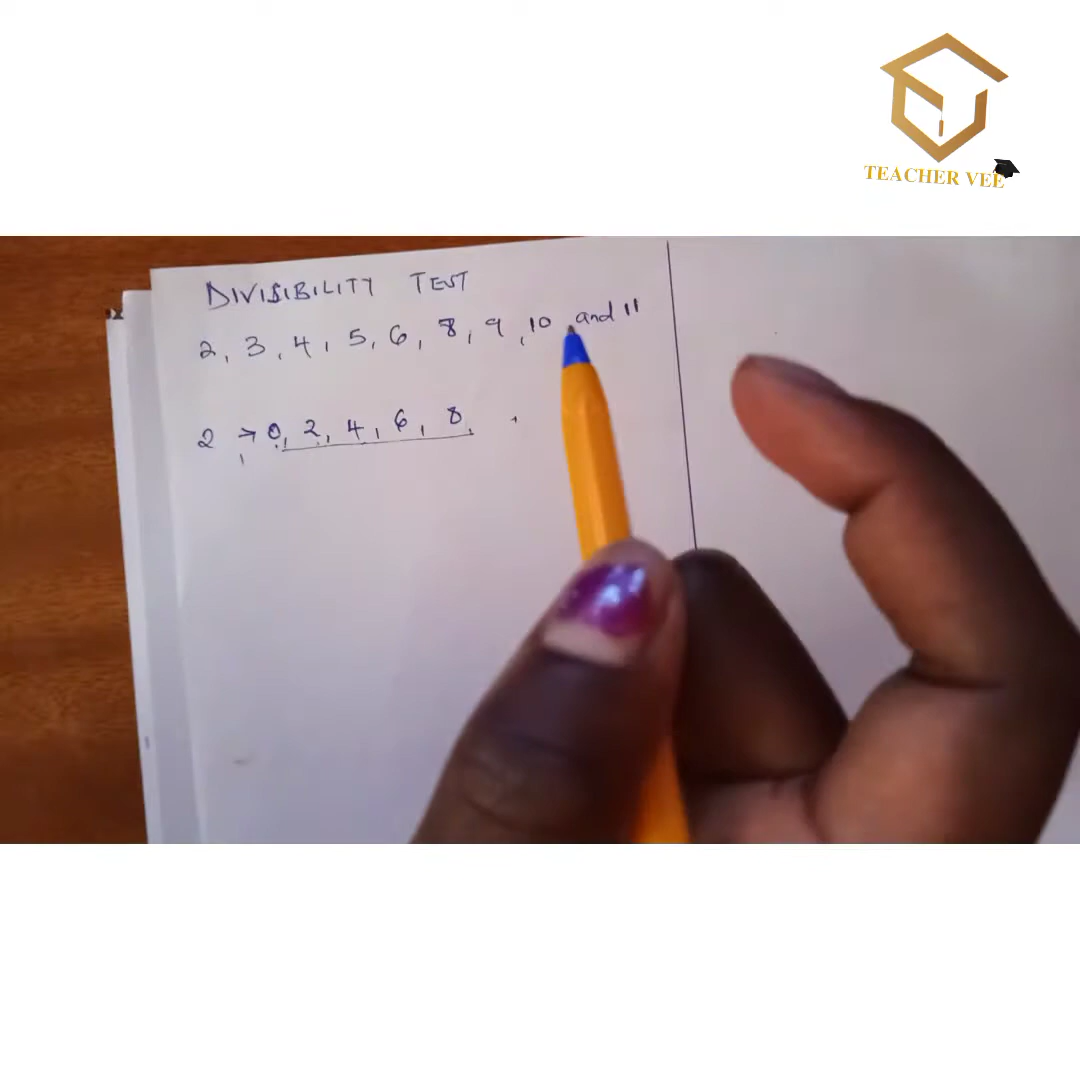 TEACHER VEE
DIVISIBILITY TEST
2, 3, 4, 5, 6, 8, 9, 10 and 11
2 → 0, 2, 4, 6, 8.